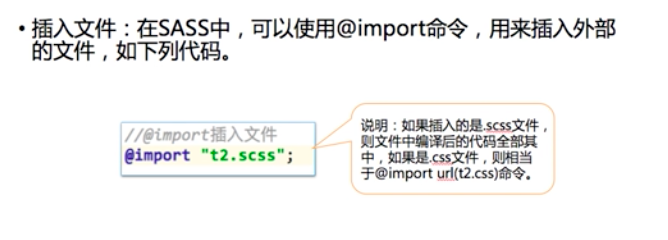 • 插入文件：在SASS中，可以使用@import命令，用来插入外部
的文件，如下列代码。
//@import插入文件
@import "t2.scss";
说明：如果插入的是.scss文件，
则文件中编译后的代码全部其
中，如果是.css文件，则相当
于@import url(t2.css)命令。